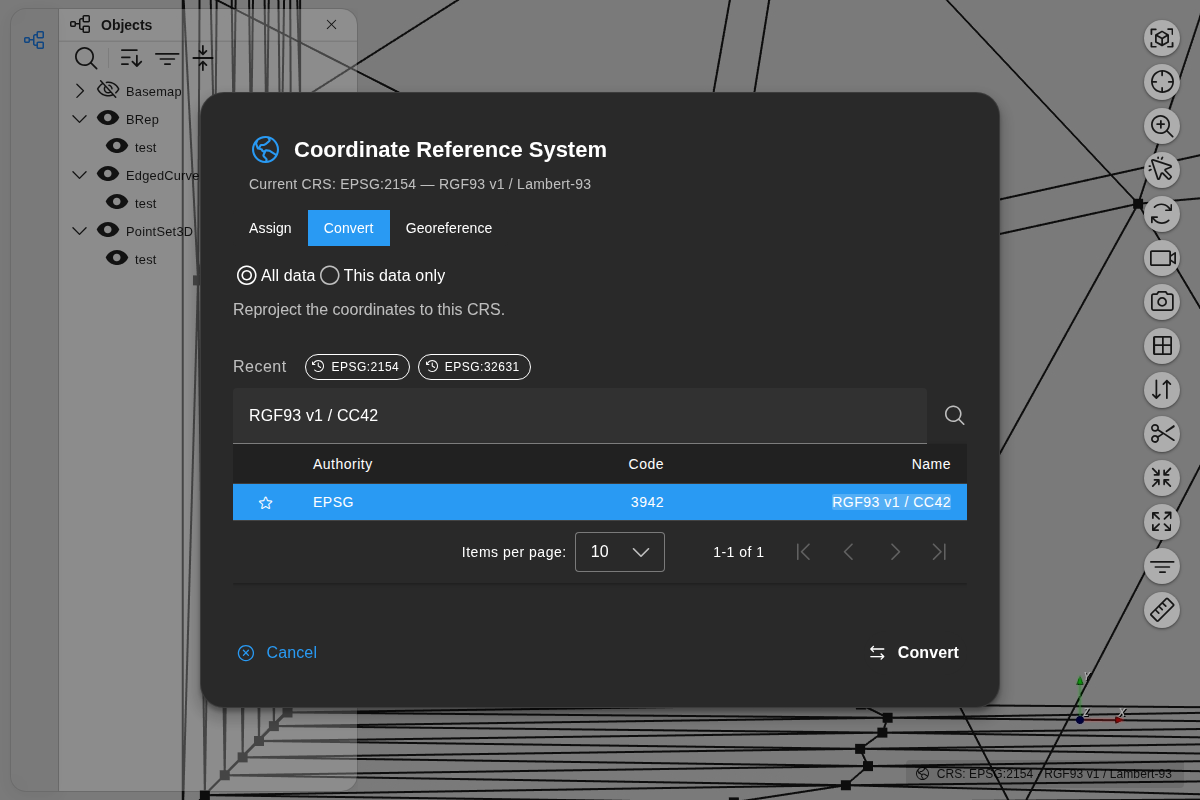 Objects
Basemap
BRep
test
EdgedCurve
test
PointSet3D
test
Coordinate Reference System
Current CRS: EPSG:2154 — RGF93 v1 / Lambert-93
Assign
Convert
Georeference
All data
This data only
Reproject the coordinates to this CRS.
Recent
EPSG:2154
EPSG:32631
RGF93 v1 / CC42
Authority Code Name
EPSG 3942 RGF93 v1 / CC42
Items per page: 10 1-1 of 1
Cancel
Convert
Y
Z
X
CRS: EPSG:2154 · RGF93 v1 / Lambert-93